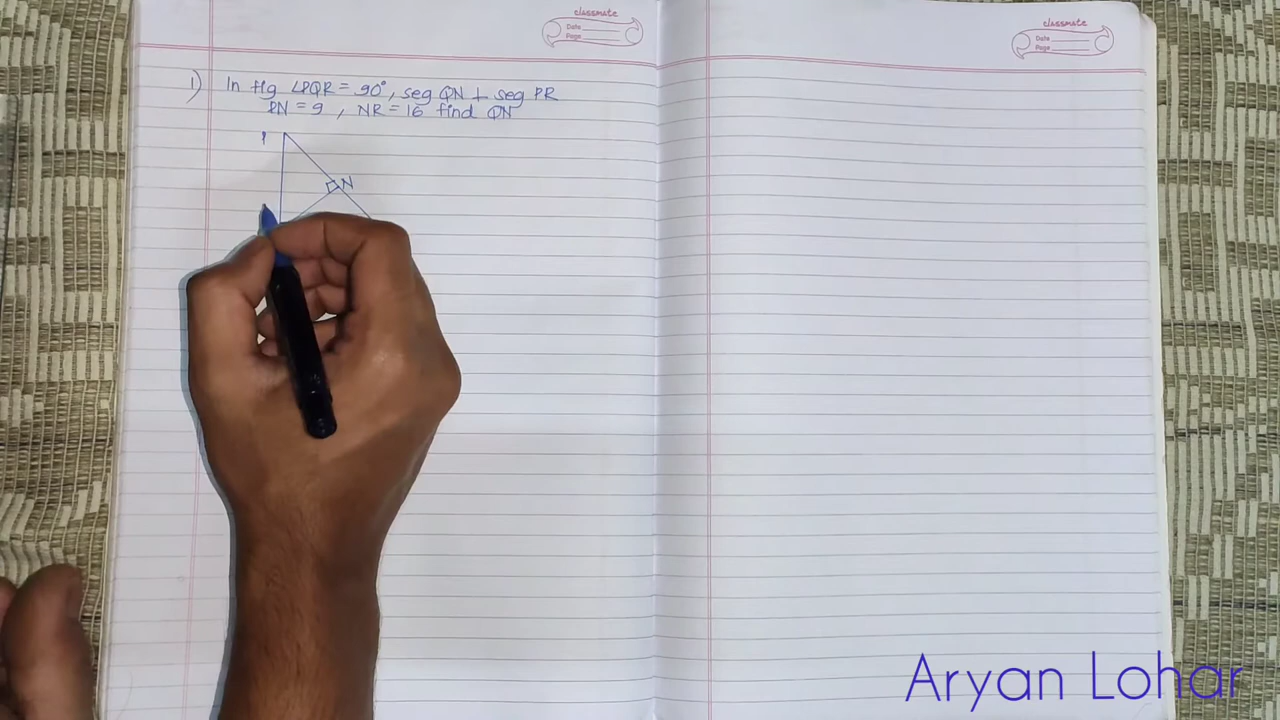 classmate
Date
Page
classmate
Date
Page
1) In fig ∠PQR = 90°, seg QN ⊥ seg PR
PN = 9 , NR = 16 find QN
P
N
Aryan Lohar